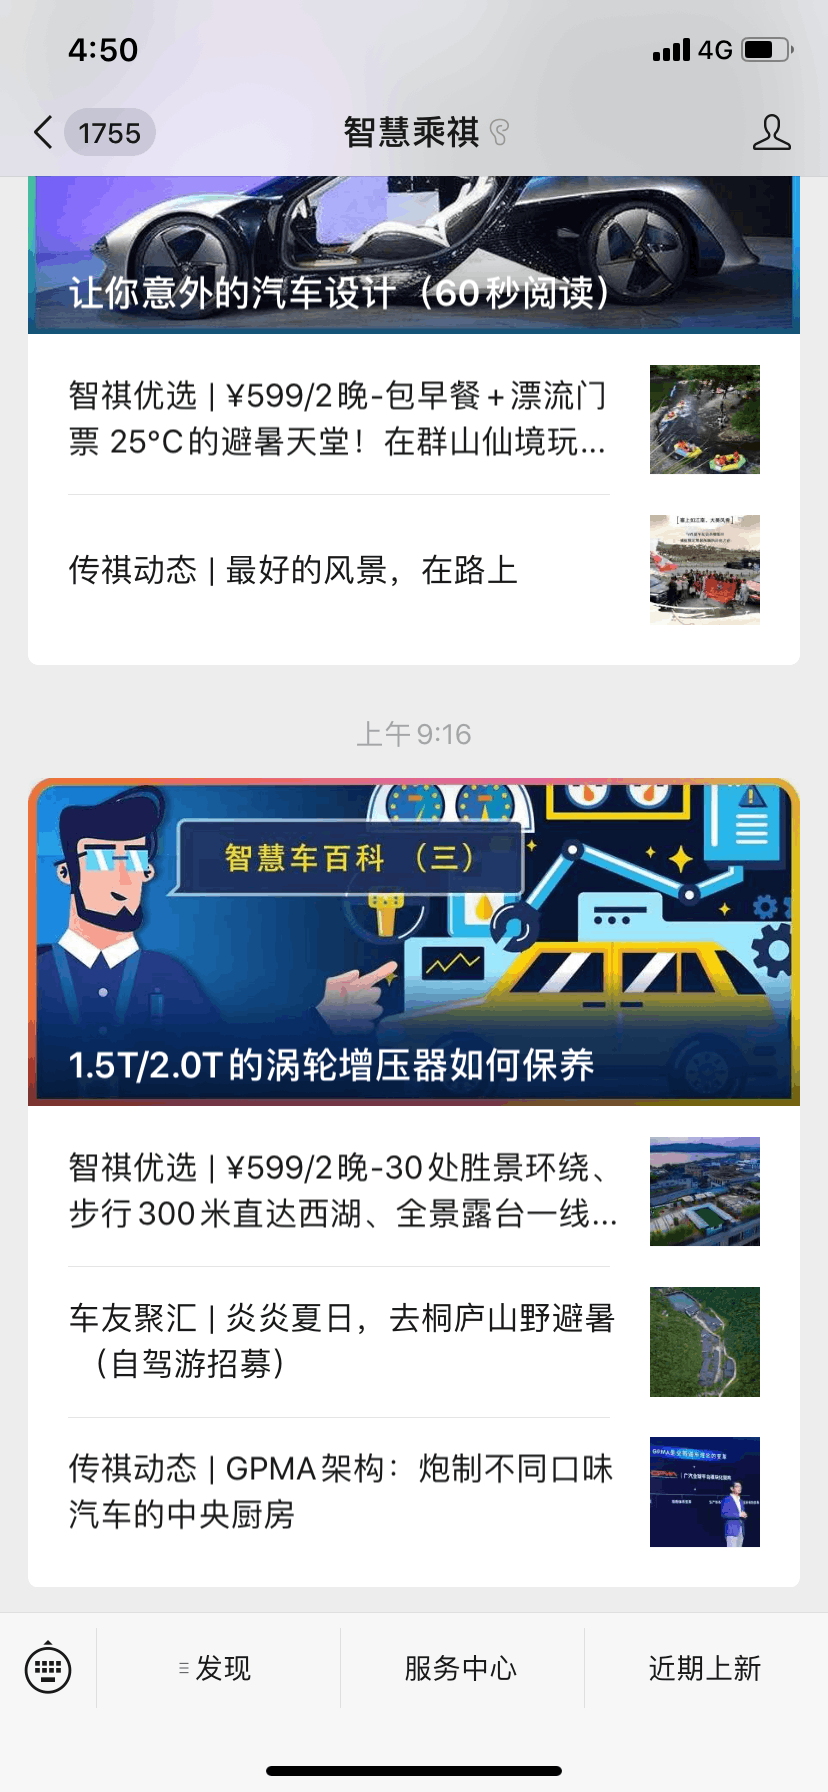 4:50
4G
1755
智慧乘祺
让你意外的汽车设计（60秒阅读）
智祺优选 | ¥599/2晚-包早餐+漂流门
票 25°C的避暑天堂！在群山仙境玩...
传祺动态 | 最好的风景，在路上
上午9:16
智慧车百科 （三）
1.5T/2.0T的涡轮增压器如何保养
智祺优选 | ¥599/2晚-30处胜景环绕、
步行300米直达西湖、全景露台一线...
车友聚汇 | 炎炎夏日，去桐庐山野避暑
（自驾游招募）
传祺动态 | GPMA架构：炮制不同口味
汽车的中央厨房
GPMA
发现
服务中心
近期上新